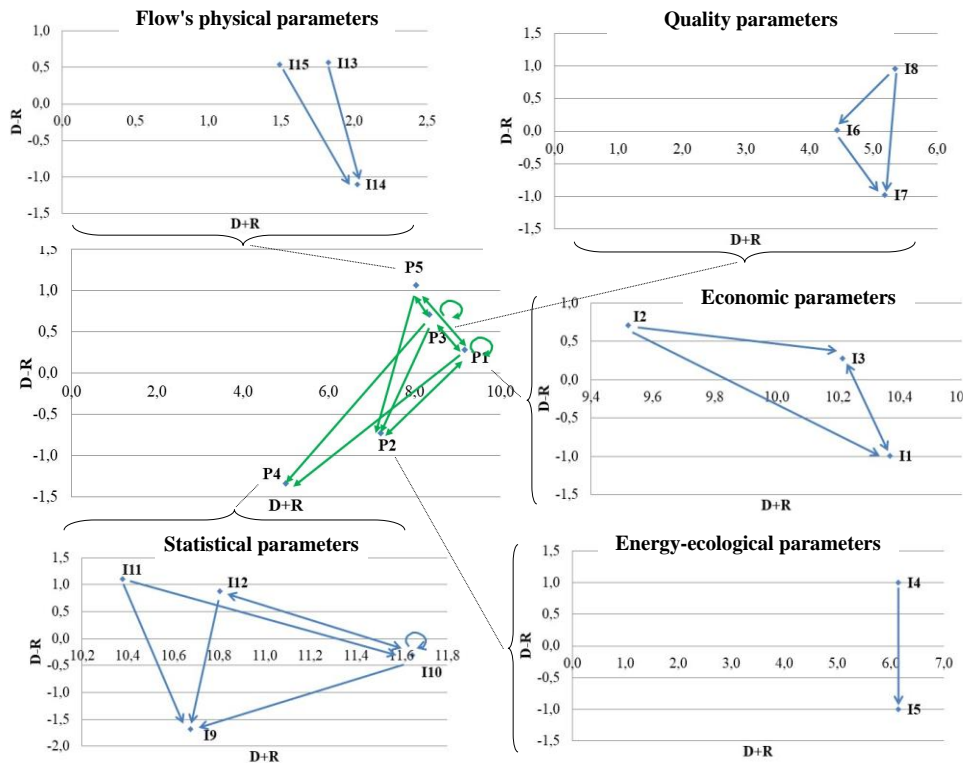 Flow's physical parameters
1,0
0,5
0,0
-0,5
-1,0
-1,5
D-R
0,0
0,5
1,0
1,5
2,0
2,5
I15
I13
I14
D+R
Quality parameters
1,5
1,0
0,5
0,0
-0,5
-1,0
-1,5
D-R
0,0
1,0
2,0
3,0
4,0
5,0
6,0
I8
I6
I7
D+R
1,5
1,0
0,5
0,0
-0,5
-1,0
-1,5
D-R
0,0
2,0
4,0
6,0
8,0
10,0
P5
P3
P1
P2
P4
D+R
Economic parameters
1,0
0,5
0,0
-0,5
-1,0
-1,5
D-R
9,4
9,6
9,8
10,0
10,2
10,4
I2
I3
I1
D+R
Statistical parameters
1,5
1,0
0,5
0,0
-0,5
-1,0
-1,5
-2,0
D-R
10,2
10,4
10,6
10,8
11,0
11,2
11,4
11,6
11,8
I11
I12
I10
I9
D+R
Energy-ecological parameters
1,5
1,0
0,5
0,0
-0,5
-1,0
-1,5
D-R
0,0
1,0
2,0
3,0
4,0
5,0
6,0
7,0
I4
I5
D+R